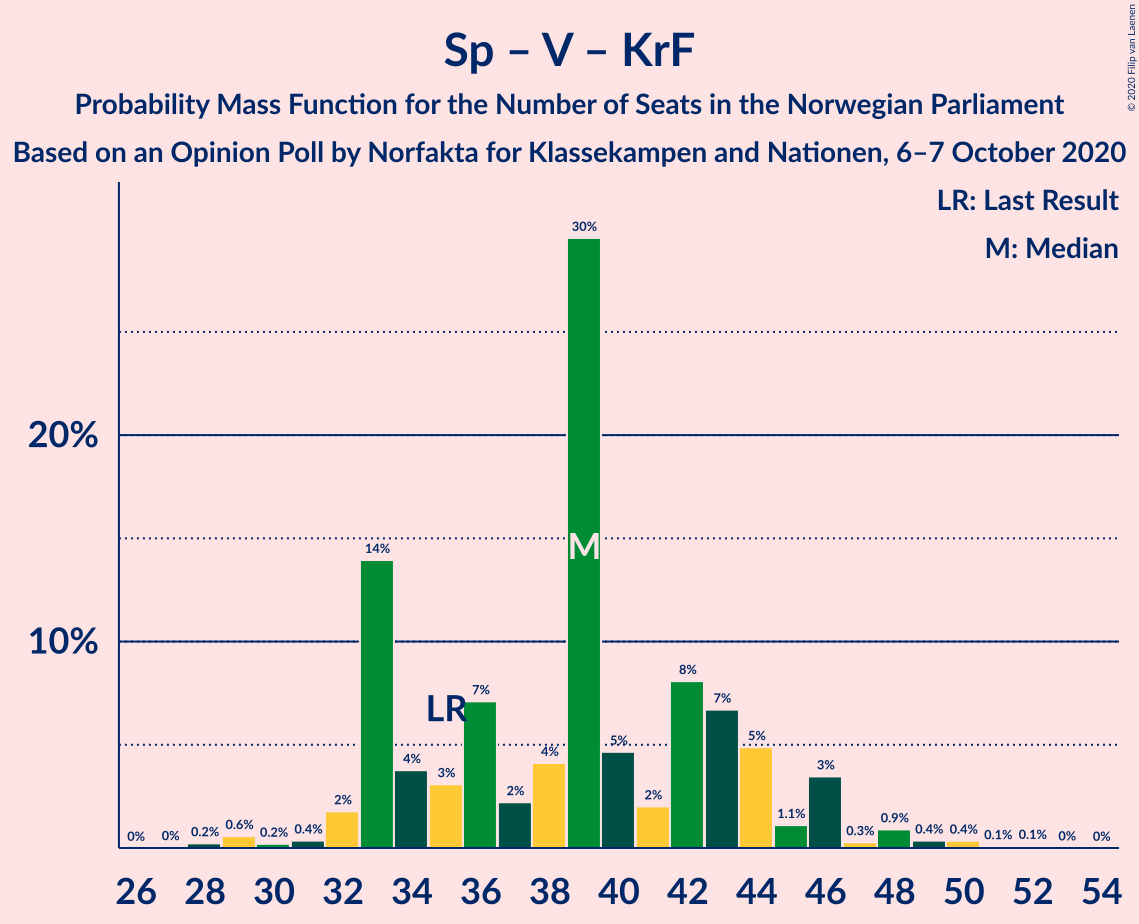 © 2020 Filip van Laenen
Sp – V – KrF
Probability Mass Function for the Number of Seats in the Norwegian Parliament
Based on an Opinion Poll by Norfakta for Klassekampen and Nationen, 6–7 October 2020
LR: Last Result
M: Median
20%
10%
0% 0% 0.2% 0.6% 0.2% 0.4% 2% 14% 4% 3% 7% 2% 4% 30% 5% 2% 8% 7% 5% 1.1% 3% 0.3% 0.9% 0.4% 0.4% 0.1% 0.1% 0% 0%
LR
M
26 28 30 32 34 36 38 40 42 44 46 48 50 52 54